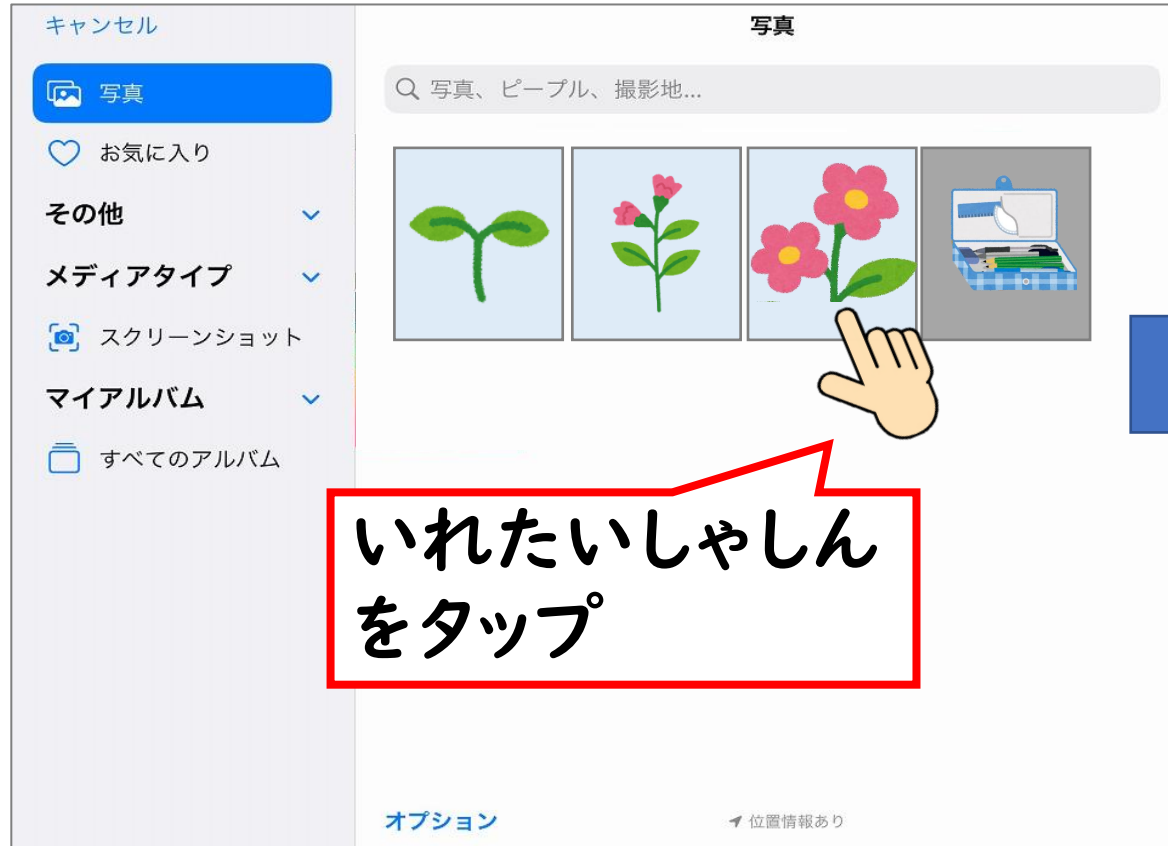 キャンセル
写真
お気に入り
その他
メディアタイプ
スクリーンショット
マイアルバム
すべてのアルバム
写真
写真、ピープル、撮影地...
いれたいしゃしん
をタップ
オプション
位置情報あり